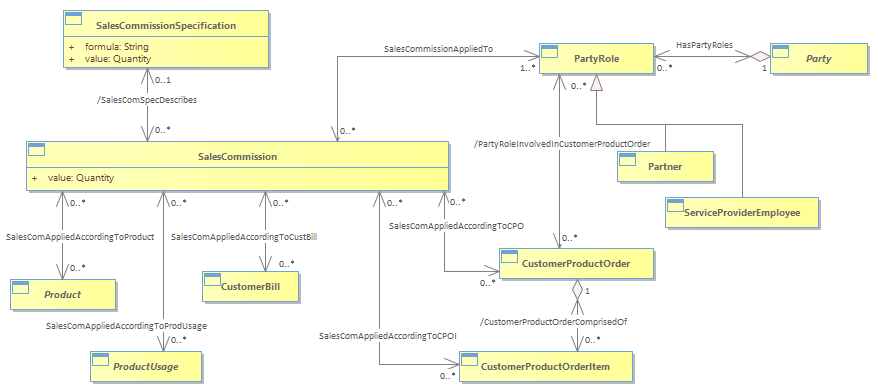 SalesCommissionSpecification
+ formula: String
+ value: Quantity
SalesCommissionAppliedTo
PartyRole
HasPartyRoles
Party
1..*
0..*
1
0..1
/SalesComSpecDescribes
0..*
0..*
0..*
/PartyRoleInvolvedInCustomerProductOrder
SalesCommission
+ value: Quantity
Partner
ServiceProviderEmployee
0..*
0..*
0..*
0..*
0..*
SalesComAppliedAccordingToProduct
SalesComAppliedAccordingToCustBill
SalesComAppliedAccordingToCPO
0..*
0..*
0..*
0..*
Product
CustomerBill
CustomerProductOrder
1
SalesComAppliedAccordingToProdUsage
/CustomerProductOrderComprisedOf
SalesComAppliedAccordingToCPOI
0..*
0..*
0..*
ProductUsage
CustomerProductOrderItem